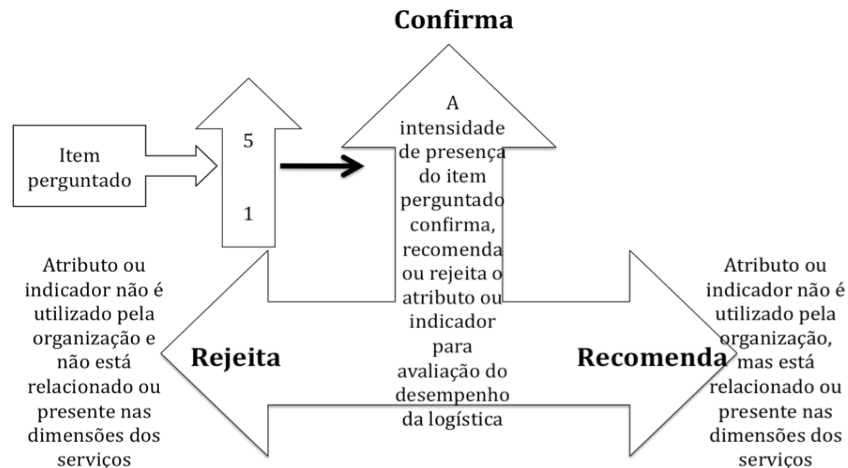 Confirma
Item
perguntado
5
1
A
intensidade
de presença
do item
perguntado
confirma,
recomenda
ou rejeita o
atributo ou
indicador
para
avaliação do
desempenho
da logística
Atributo ou
indicador não é
utilizado pela
organização e
não está
relacionado ou
presente nas
dimensões dos
serviços
Rejeita
Recomenda
Atributo ou
indicador não é
utilizado pela
organização,
mas está
relacionado ou
presente nas
dimensões dos
serviços